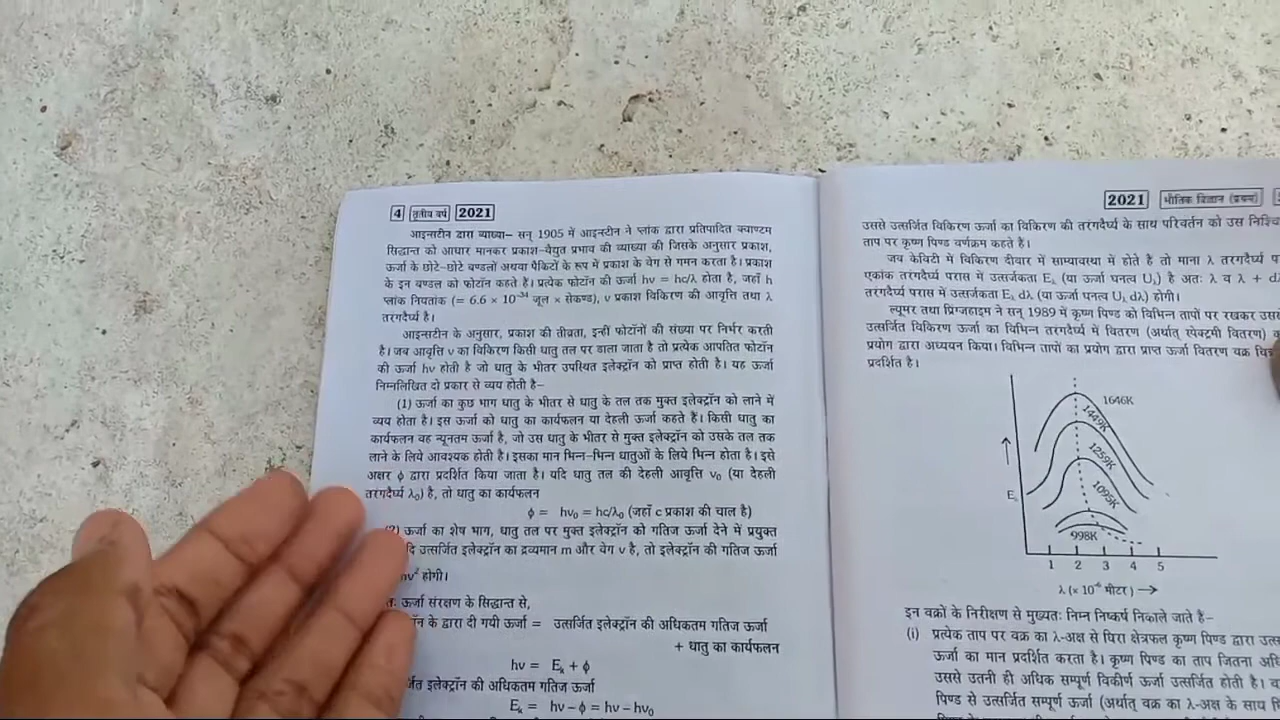 4 तृतीय वर्ष 2021
आइन्सटीन द्वारा व्याख्या– सन् 1905 में आइन्स्टीन ने प्लांक द्वारा प्रतिपादित क्वाण्टम
सिद्धान्त को आधार मानकर प्रकाश-वैद्युत प्रभाव की व्याख्या की जिसके अनुसार प्रकाश,
ऊर्जा के छोटे-छोटे बण्डलों अथवा पैकिटों के रूप में प्रकाश के वेग से गमन करता है। प्रकाश
के इन बण्डल को फोटॉन कहते हैं। प्रत्येक फोटॉन की ऊर्जा hν = hc/λ होता है, जहाँ h
प्लांक नियतांक (= 6.6 × 10⁻³⁴ जूल × सेकण्ड), ν प्रकाश विकिरण की आवृत्ति तथा λ
तरंगदैर्घ्य है।
आइन्सटीन के अनुसार, प्रकाश की तीव्रता, इन्हीं फोटॉनों की संख्या पर निर्भर करती
है। जब आवृत्ति ν का विकिरण किसी धातु तल पर डाला जाता है तो प्रत्येक आपतित फोटॉन
की ऊर्जा hν होती है जो धातु के भीतर उपस्थित इलेक्ट्रॉन को प्राप्त होती है। यह ऊर्जा
निम्नलिखित दो प्रकार से व्यय होती है–
(1) ऊर्जा का कुछ भाग धातु के भीतर से धातु के तल तक मुक्त इलेक्ट्रॉन को लाने में
व्यय होता है। इस ऊर्जा को धातु का कार्यफलन या देहली ऊर्जा कहते हैं। किसी धातु का
कार्यफलन वह न्यूनतम ऊर्जा है, जो उस धातु के भीतर से मुक्त इलेक्ट्रॉन को उसके तल तक
लाने के लिये आवश्यक होती है। इसका मान भिन्न-भिन्न धातुओं के लिये भिन्न होता है। इसे
अक्षर ϕ द्वारा प्रदर्शित किया जाता है। यदि धातु तल की देहली आवृत्ति ν₀ (या देहली
तरंगदैर्घ्य λ₀) है, तो धातु का कार्यफलन
ϕ = hν₀ = hc/λ₀ (जहाँ c प्रकाश की चाल है)
ऊर्जा का शेष भाग, धातु तल पर मुक्त इलेक्ट्रॉन को गतिज ऊर्जा देने में प्रयुक्त
उत्सर्जित इलेक्ट्रॉन का द्रव्यमान m और वेग v है, तो इलेक्ट्रॉन की गतिज ऊर्जा
होगी।
ऊर्जा संरक्षण के सिद्धान्त से,
के द्वारा दी गयी ऊर्जा = उत्सर्जित इलेक्ट्रॉन की अधिकतम गतिज ऊर्जा
+ धातु का कार्यफलन
hν = Eₖ + ϕ
इलेक्ट्रॉन की अधिकतम गतिज ऊर्जा
Eₖ = hν – ϕ = hν – hν₀
2021 भौतिक विज्ञान (प्रथम)
उससे उत्सर्जित विकिरण ऊर्जा का विकिरण की तरंगदैर्घ्य के साथ परिवर्तन को उस
ताप पर कृष्ण पिण्ड वर्णक्रम कहते हैं।
जब केविटी में विकिरण दीवार में साम्यावस्था में होते है तो माना λ तरंगदैर्घ्य
एकांक तरंगदैर्घ्य परास में उत्सर्जकता E (या ऊर्जा घनत्व U) है अतः λ व λ +
तरंगदैर्घ्य परास में उत्सर्जकता E dλ (या ऊर्जा घनत्व U dλ) होगी।
ल्यूमर तथा प्रिन्जहाइम ने सन् 1989 में कृष्ण पिण्ड को विभिन्न तापों पर रखकर
उत्सर्जित विकिरण ऊर्जा का विभिन्न तरंगदैर्घ्य में वितरण (अर्थात् स्पेक्ट्रमी वितरण)
प्रयोग द्वारा अध्ययन किया। विभिन्न तापों का प्रयोग द्वारा प्राप्त ऊर्जा वितरण वक्र
प्रदर्शित है।
1646K
1449K
1259K
1095K
998K
E
1 2 3 4 5
λ (× 10⁻⁶ मीटर) →
इन वक्रों के निरीक्षण से मुख्यतः निम्न निष्कर्ष निकाले जाते हैं–
(i) प्रत्येक ताप पर वक्र का λ-अक्ष से घिरा क्षेत्रफल कृष्ण पिण्ड द्वारा
ऊर्जा का मान प्रदर्शित करता है। कृष्ण पिण्ड का ताप जितना
उससे उतनी ही अधिक सम्पूर्ण विकीर्ण ऊर्जा उत्सर्जित होती है।
पिण्ड से उत्सर्जित सम्पूर्ण ऊर्जा (अर्थात् वक्र का λ-अक्ष के साथ